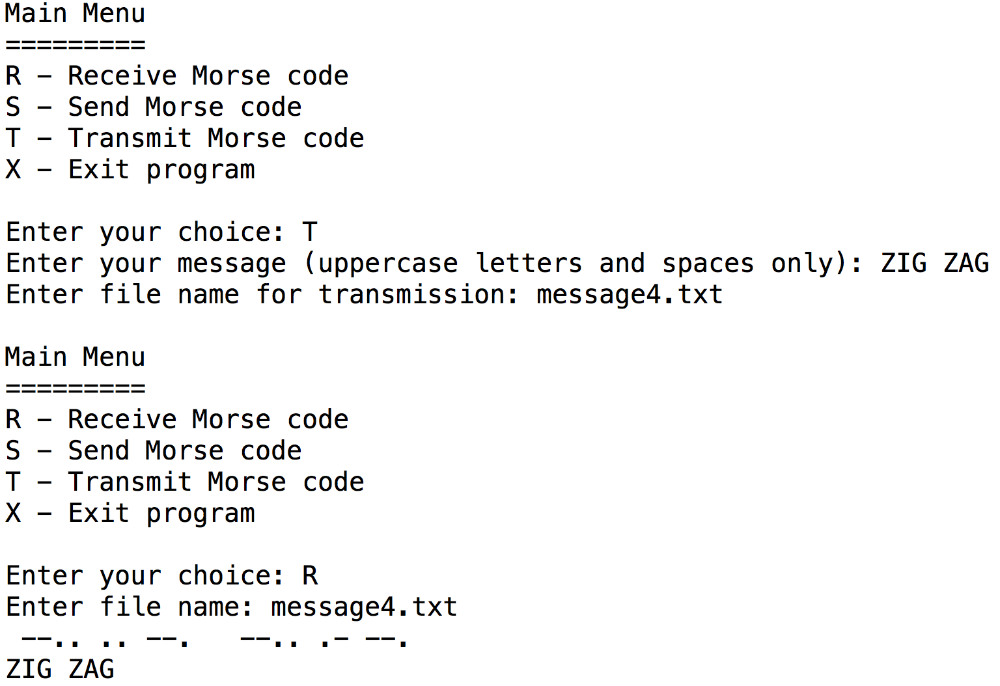 Main Menu
=========
R - Receive Morse code
S - Send Morse code
T - Transmit Morse code
X - Exit program

Enter your choice: T
Enter your message (uppercase letters and spaces only): ZIG ZAG
Enter file name for transmission: message4.txt

Main Menu
=========
R - Receive Morse code
S - Send Morse code
T - Transmit Morse code
X - Exit program

Enter your choice: R
Enter file name: message4.txt
 --.. .. --.   --.. .- --.
ZIG ZAG